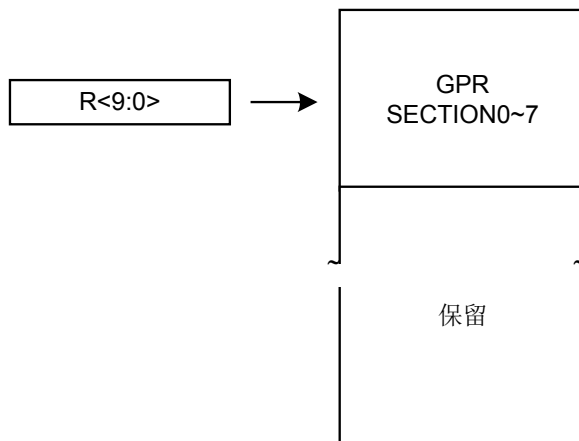 R<9:0>
GPR
SECTION0~7
~ ~
保留